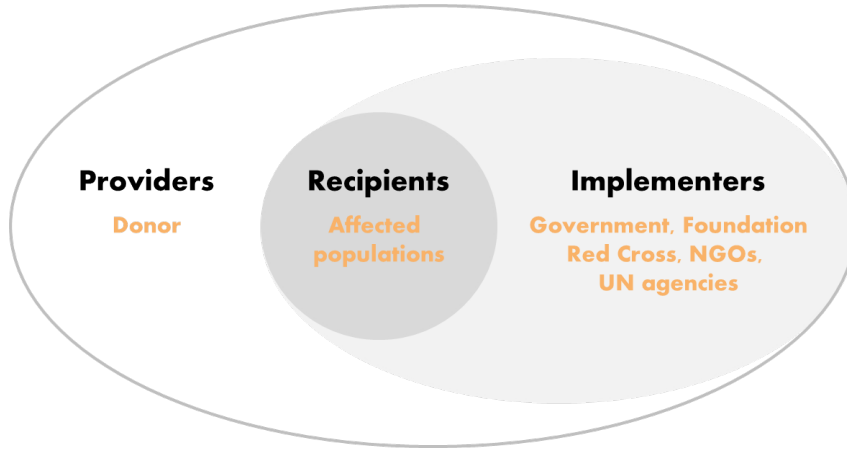 Providers
Donor
Recipients
Affected
populations
Implementers
Government, Foundation
Red Cross, NGOs,
UN agencies